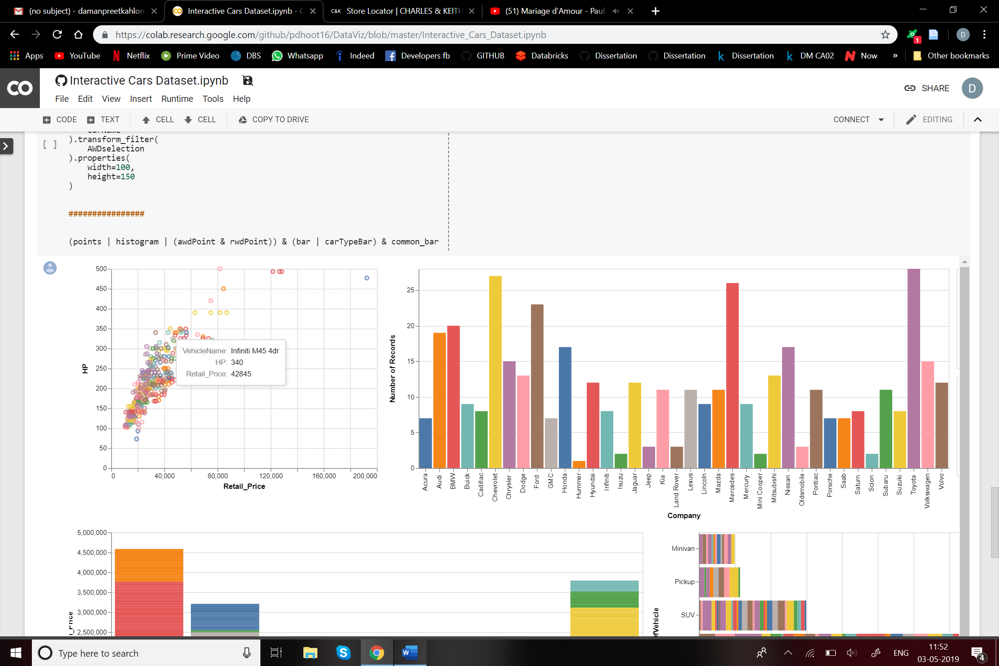 (no subject) - damanpreetkahlon
Interactive Cars Dataset.ipynb - C
C&K Store Locator | CHARLES & KEITH
(51) Mariage d'Amour - Paul
https://colab.research.google.com/github/pdhoot16/DataViz/blob/master/Interactive_Cars_Dataset.ipynb
1
D
Apps
YouTube
Netflix
Prime Video
DBS
Whatsapp
Indeed
Developers fb
GITHUB
Databricks
Dissertation
Dissertation
Dissertation
DM CA02
Now
»
Other bookmarks
CO
Interactive Cars Dataset.ipynb
SHARE
D
File Edit View Insert Runtime Tools Help
CODE TEXT CELL CELL COPY TO DRIVE
CONNECT EDITING
[ ]
).transform_filter(
AWDselection
).properties(
width=100,
height=150
)
################
(points | histogram | (awdPoint & rwdPoint)) & (bar | carTypeBar) & common_bar
500
450
400
350
300
250
200
150
100
50
0
HP
VehicleName: Infiniti M45 4dr
HP: 340
Retail_Price: 42845
0 40,000 80,000 120,000 160,000 200,000
Retail_Price
25
20
15
10
5
0
Number of Records
Acura
Audi
BMW
Buick
Cadillac
Chevrolet
Chrysler
Dodge
Ford
GMC
Honda
Hummer
Hyundai
Infiniti
Isuzu
Jaguar
Jeep
Kia
Land Rover
Lexus
Lincoln
Mazda
Mercedes
Mercury
Mini Cooper
Mitsubishi
Nissan
Oldsmobile
Pontiac
Porsche
Saab
Saturn
Scion
Subaru
Suzuki
Toyota
Volkswagen
Volvo
Company
5,000,000
4,500,000
4,000,000
3,500,000
3,000,000
2,500,000
_Price
Minivan
Pickup
SUV
ofVehicle
Type here to search
ENG
11:52
03-05-2019
4